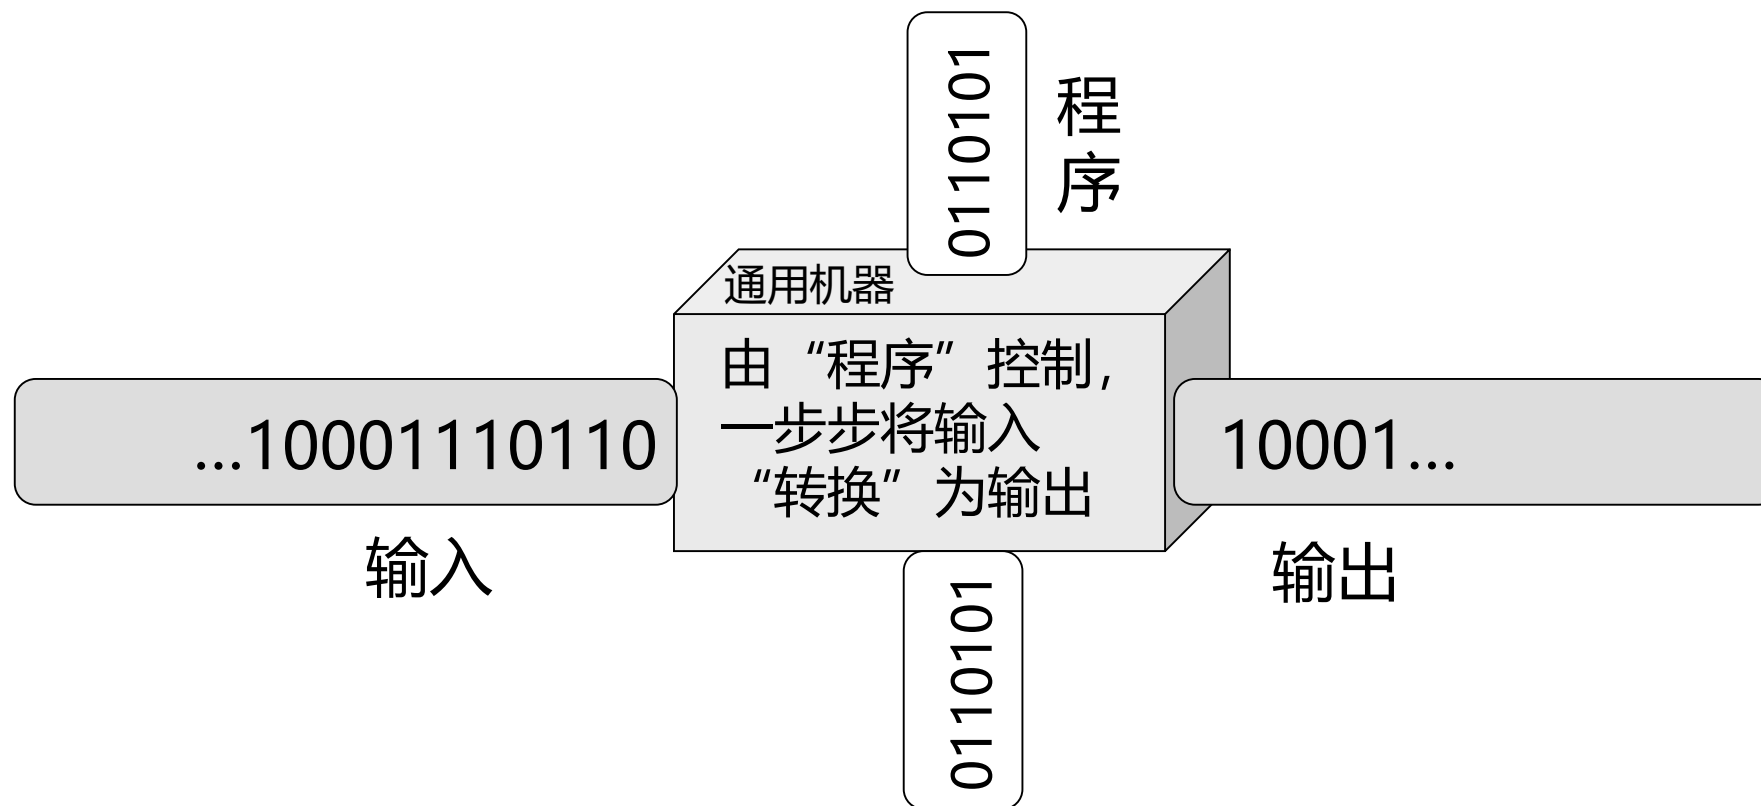 0110101
程
序
通用机器
由“程序”控制，
一步步将输入
“转换”为输出
...10001110110
10001...
输入
输出
0110101